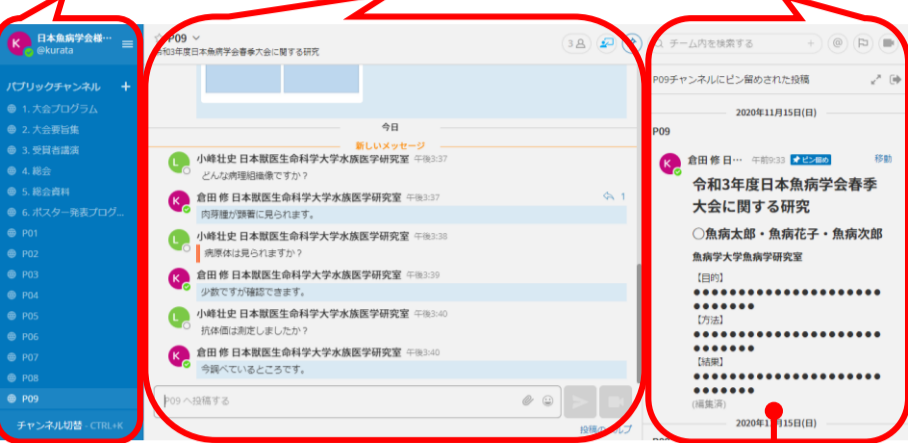 K
日本魚病学会様…
@kurata
パブリックチャンネル +
1. 大会プログラム
2. 大会要旨集
3. 受賞者講演
4. 総会
5. 総会資料
6. ポスター発表プログ...
P01
P02
P03
P04
P05
P06
P07
P08
P09
チャンネル切替 - CTRL+K
P09
令和03年度日本魚病学会春季大会に関する研究
3
今日
新しいメッセージ
L
小峰壮史 日本獣医生命科学大学水族医学研究室 午後3:37
どんな病理組織像ですか？
K
倉田 修 日本獣医生命科学大学水族医学研究室 午後3:37
1
肉芽腫が顕著に見られます。
L
小峰壮史 日本獣医生命科学大学水族医学研究室 午後3:38
病原体は見られますか？
K
倉田 修 日本獣医生命科学大学水族医学研究室 午後3:39
少数ですが確認できます。
L
小峰壮史 日本獣医生命科学大学水族医学研究室 午後3:40
抗体価は測定しましたか？
K
倉田 修 日本獣医生命科学大学水族医学研究室 午後3:40
今調べているところです。
P09 へ投稿する
チーム内を検索する
+
@
P09チャンネルにピン留めされた投稿
2020年11月15日(日)
P09
K
倉田 修 日… 午前9:33 ピン留め 移動
令和3年度日本魚病学会春季
大会に関する研究
○魚病太郎・魚病花子・魚病次郎
魚病学大学魚病学研究室
【目的】
●●●●●●●●●●●●●●●●●●●●●●
●●●●●●●
【方法】
●●●●●●●●●●●●●●●●●●●●●●
●●●●●●●
【結果】
●●●●●●●●●●●●●●●●●●●●●●
●●●●●●●
(編集済)